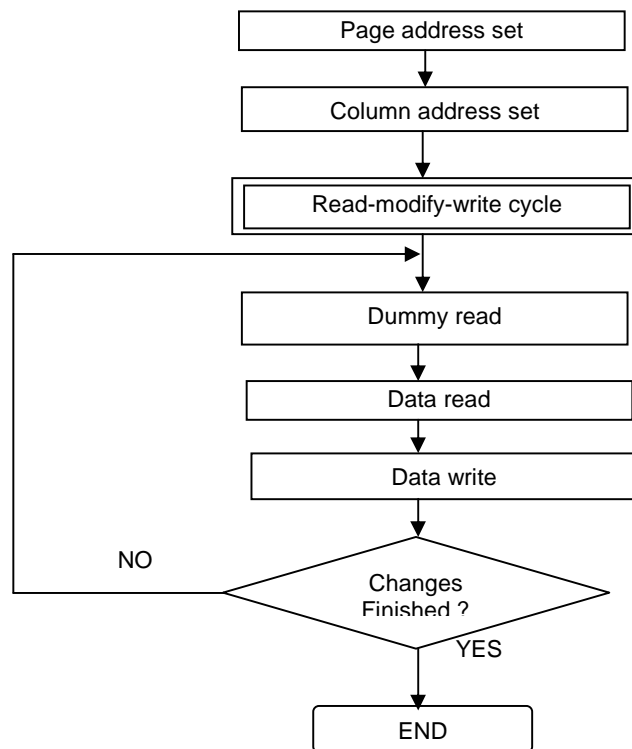 Page address set
Column address set
Read-modify-write cycle
Dummy read
Data read
Data write
NO
Changes
Finished ?
YES
END